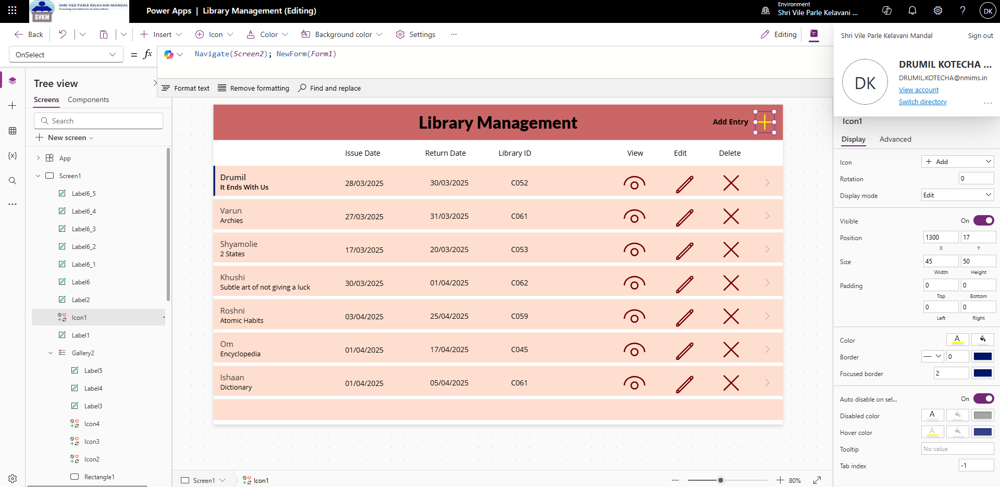 SHRI VILE PARLE KELAVANI MANDAL
Pursuing excellence in education
SVKM
Power Apps | Library Management (Editing)
Environment
Shri Vile Parle Kelavani ...
DK
Back
Insert
Icon
Color
Background color
Settings
...
Editing
OnSelect
= fx
Navigate(Screen2); NewForm(Form1)
Format text
Remove formatting
Find and replace
Shri Vile Parle Kelavani Mandal
Sign out
DK
DRUMIL KOTECHA ...
DRUMIL.KOTECHA@nmims.in
View account
Switch directory
...
Tree view
Screens
Components
Search
New screen
App
Screen1
Label6_5
Label6_4
Label6_3
Label6_2
Label6_1
Label6
Label2
Icon1
Label1
Gallery2
Label5
Label4
Label3
Icon4
Icon3
Icon2
Rectangle1
Library Management
Add Entry
Issue Date Return Date Library ID View Edit Delete
Drumil
It Ends With Us
28/03/2025 30/03/2025 C052
Varun
Archies
27/03/2025 31/03/2025 C061
Shyamolie
2 States
17/03/2025 20/03/2025 C053
Khushi
Subtle art of not giving a luck
30/03/2025 01/04/2025 C062
Roshni
Atomic Habits
03/04/2025 25/04/2025 C059
Om
Encyclopedia
01/04/2025 17/04/2025 C045
Ishaan
Dictionary
01/04/2025 05/04/2025 C061
Screen1
Icon1
80%
Icon1
Display
Advanced
Icon Add
Rotation 0
Display mode Edit
Visible On
Position 1300 17
X Y
Size 45 50
Width Height
Padding 0 0
Top Bottom
0 0
Left Right
Color A
Border 0
Focused border 2
Auto disable on sel... On
Disabled color A
Hover color A
Tooltip No value
Tab index -1